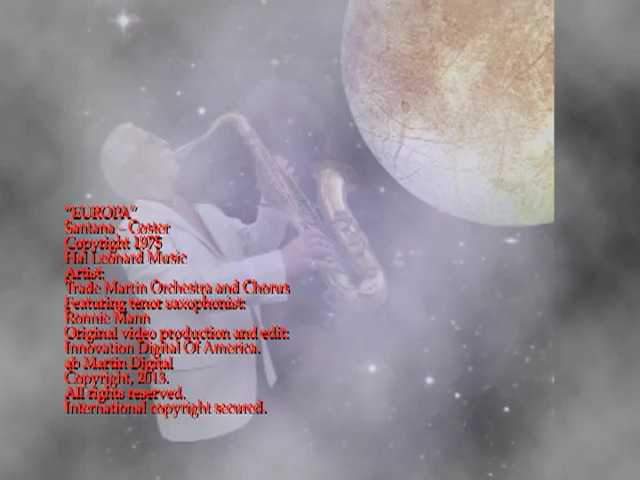 "EUROPA"
Santana - Coster
Copyright 1975
Hal Leonard Music
Artist:
Trade Martin Orchestra and Chorus
Featuring tenor saxophonist:
Ronnie Mann
Original video production and edit:
Innovation Digital Of America.
ab Martin Digital
Copyright, 2013.
All rights reserved.
International copyright secured.